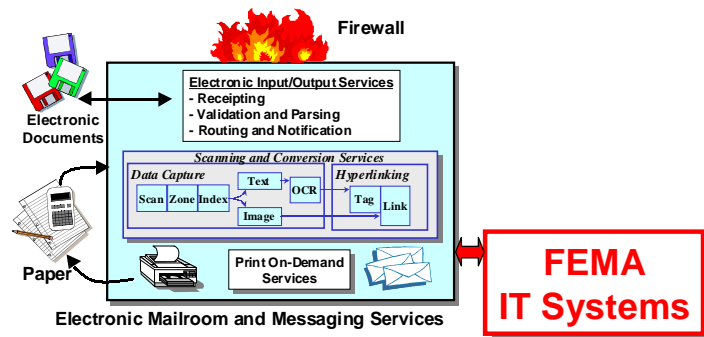 Firewall
Electronic Input/Output Services
- Receipting
- Validation and Parsing
- Routing and Notification
Electronic
Documents
Scanning and Conversion Services
Data Capture
Hyperlinking
Scan
Zone
Index
Text
Image
OCR
Tag
Link
Paper
Print On-Demand
Services
Electronic Mailroom and Messaging Services
FEMA
IT Systems